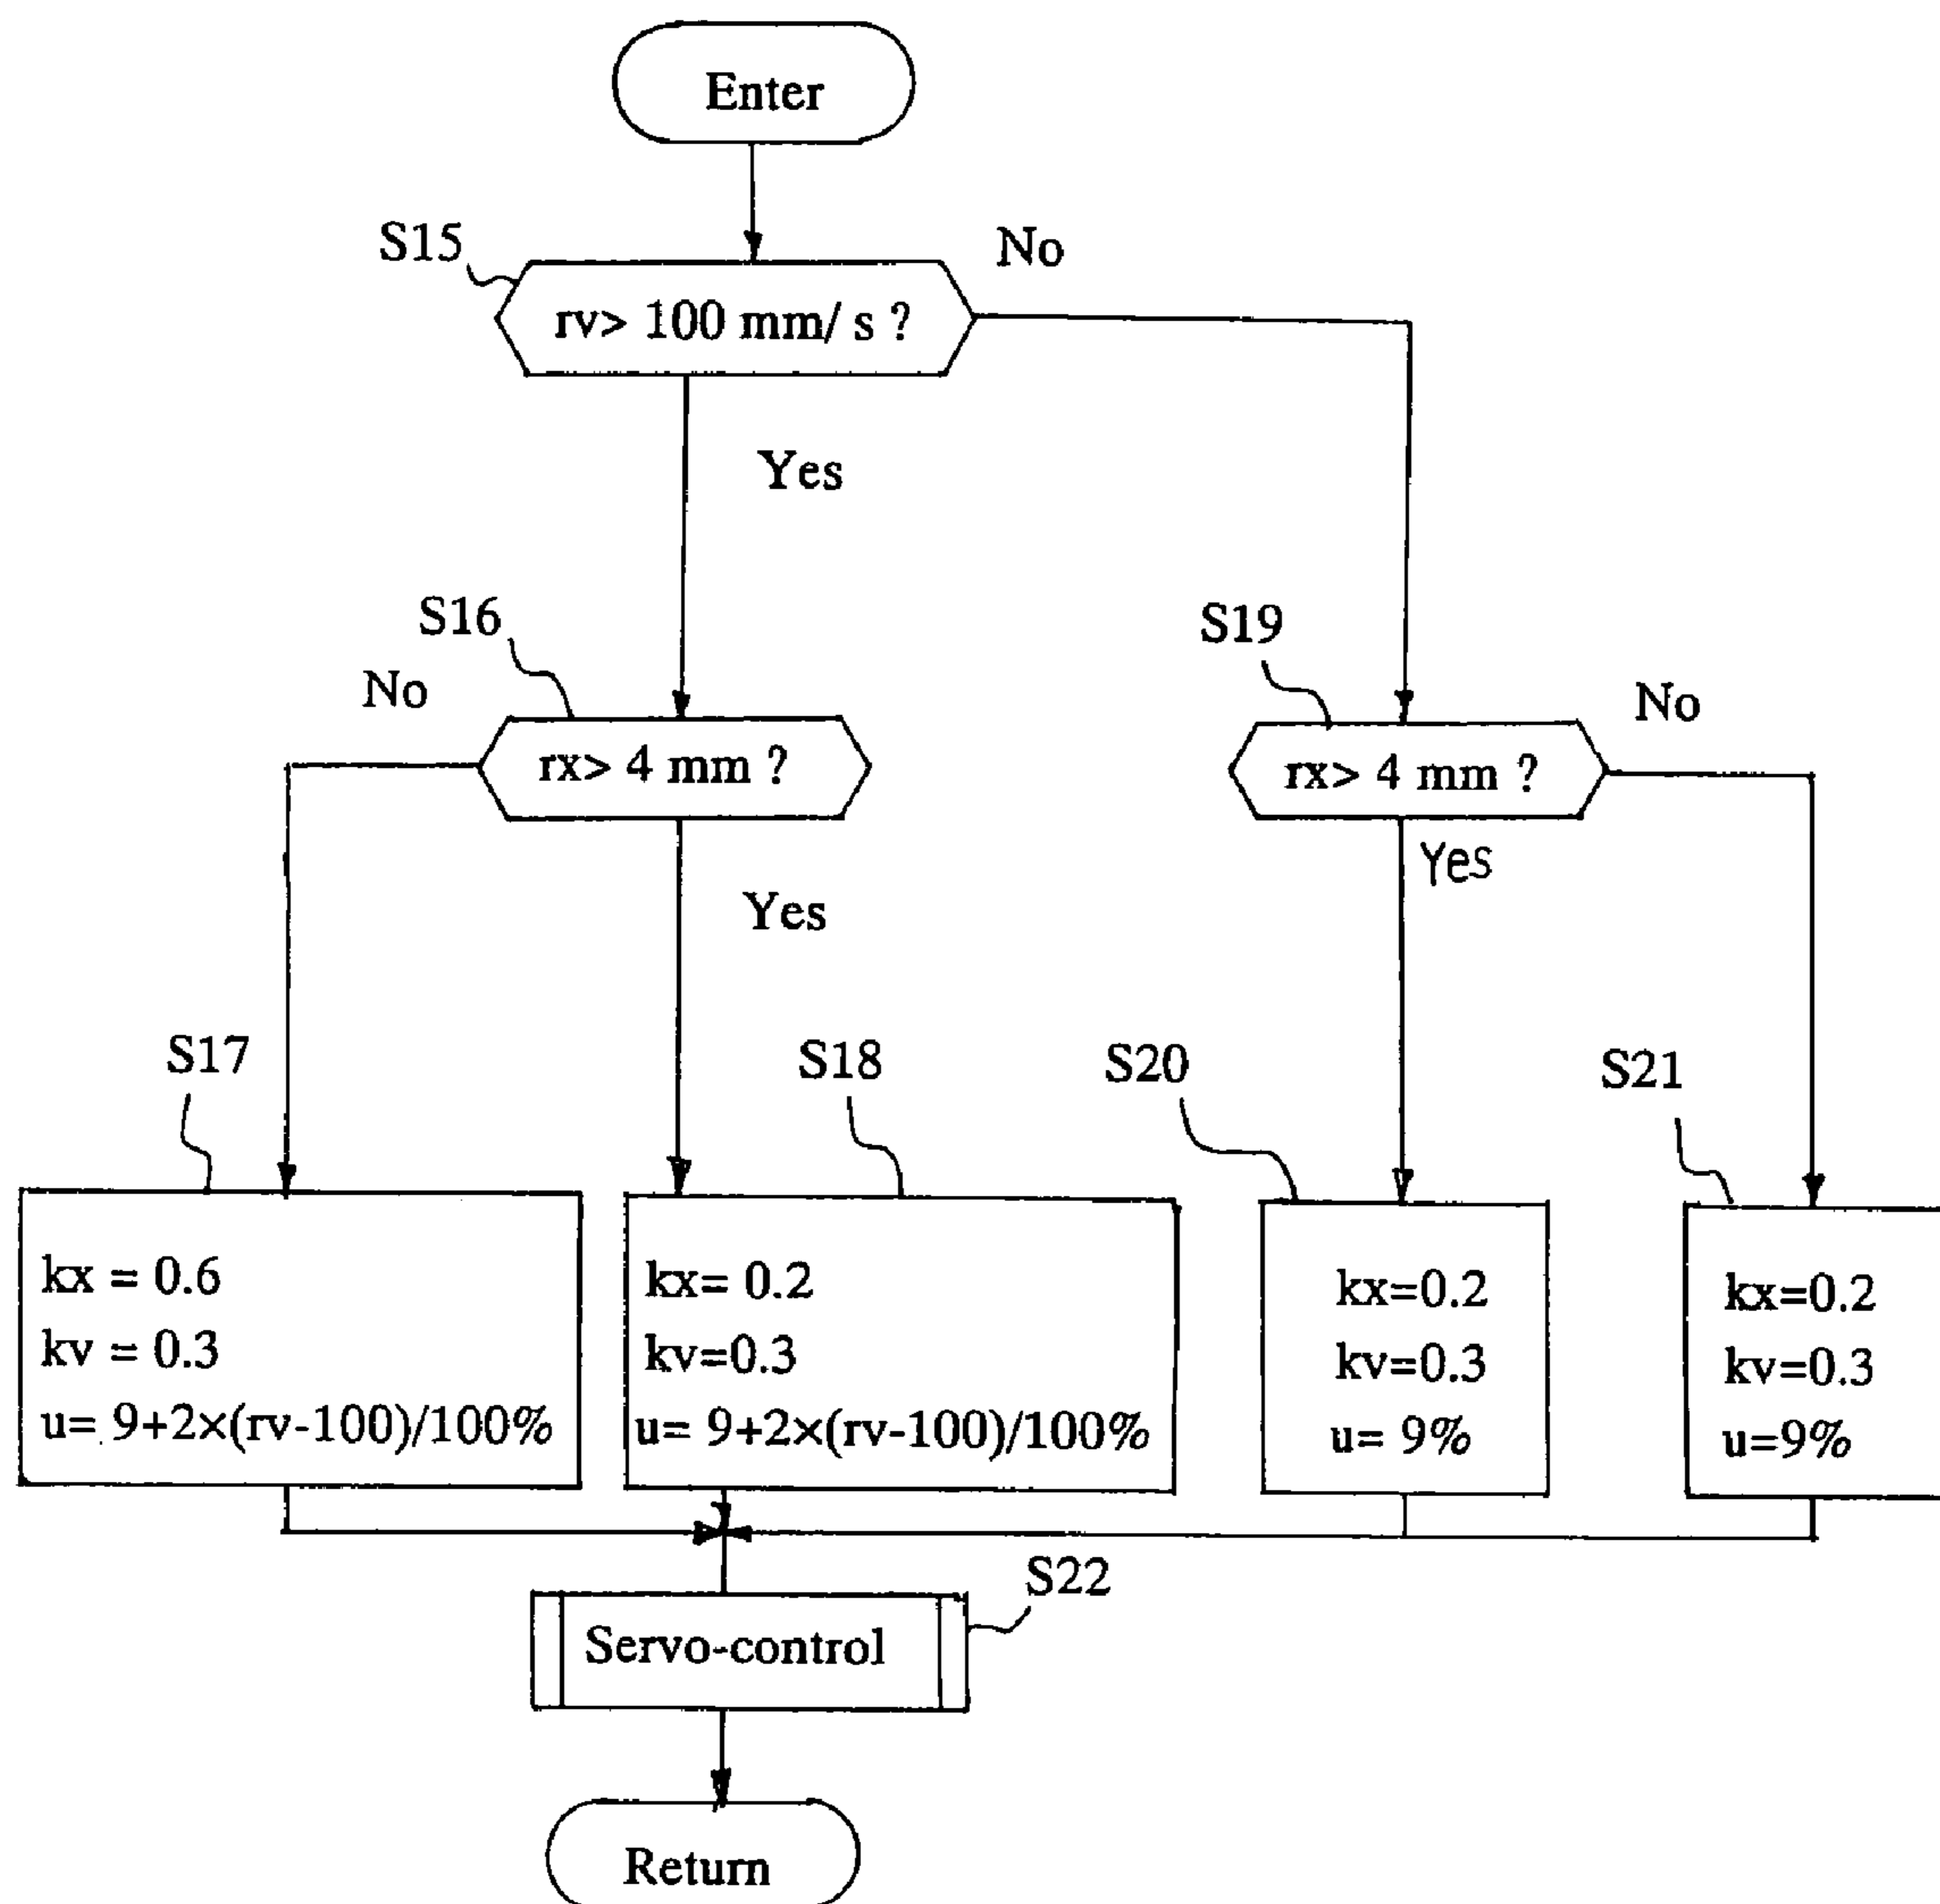 Enter
S15
No
rv> 100 mm/ s ?
Yes
S16
S19
No
No
rx> 4 mm ?
rx> 4 mm ?
Yes
Yes
S17
S18
S20
S21
kx = 0.6
kv = 0.3
u= 9+2×(rv-100)/100%
kx= 0.2
kv=0.3
u= 9+2×(rv-100)/100%
kx=0.2
kv=0.3
u= 9%
kx=0.2
kv=0.3
u=9%
S22
Servo-control
Return